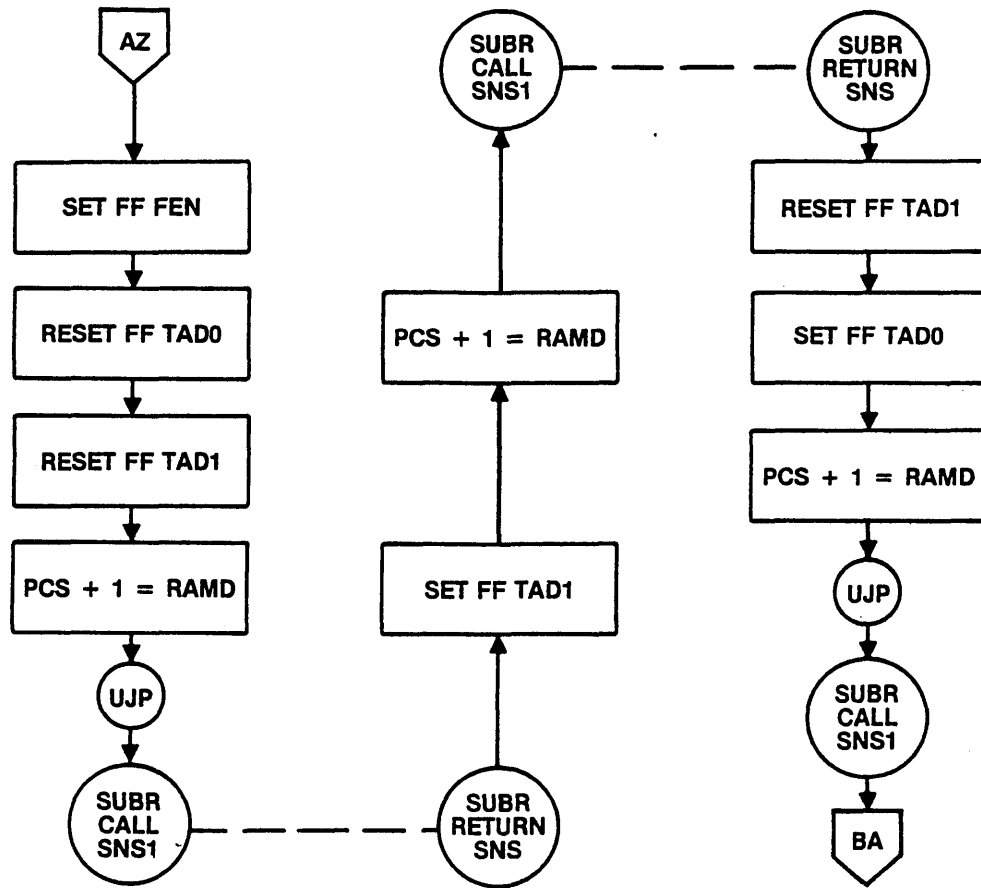 AZ
SET FF FEN
RESET FF TAD0
RESET FF TAD1
PCS + 1 = RAMD
UJP
SUBR
CALL
SNS1
SUBR
RETURN
SNS
SET FF TAD1
PCS + 1 = RAMD
SUBR
CALL
SNS1
SUBR
RETURN
SNS
RESET FF TAD1
SET FF TAD0
PCS + 1 = RAMD
UJP
SUBR
CALL
SNS1
BA